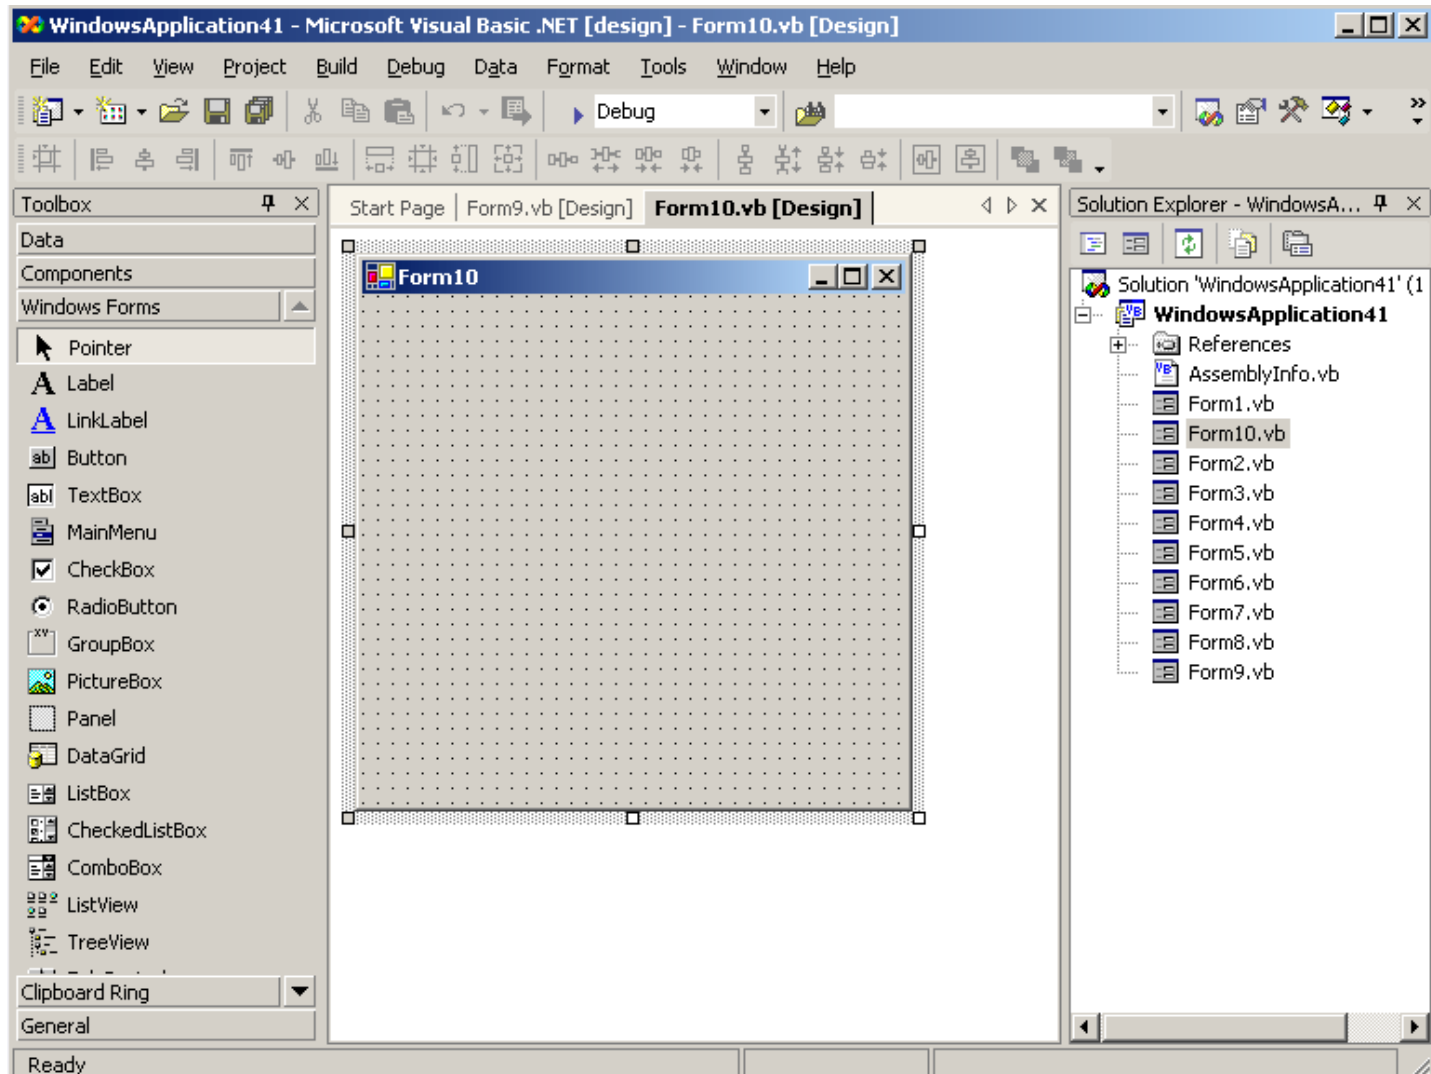 WindowsApplication41 - Microsoft Visual Basic .NET [design] - Form10.vb [Design]
File Edit View Project Build Debug Data Format Tools Window Help
Debug
Toolbox
Data
Components
Windows Forms
Pointer
Label
LinkLabel
Button
TextBox
MainMenu
CheckBox
RadioButton
GroupBox
PictureBox
Panel
DataGrid
ListBox
CheckedListBox
ComboBox
ListView
TreeView
Clipboard Ring
General
Start Page Form9.vb [Design] Form10.vb [Design]
Form10
Solution Explorer - WindowsA...
Solution 'WindowsApplication41' (1
WindowsApplication41
References
AssemblyInfo.vb
Form1.vb
Form10.vb
Form2.vb
Form3.vb
Form4.vb
Form5.vb
Form6.vb
Form7.vb
Form8.vb
Form9.vb
Ready